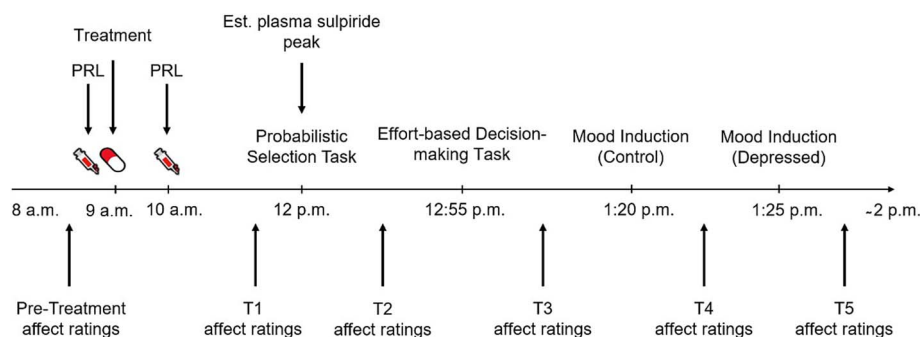 Treatment
PRL
PRL
Est. plasma sulpiride
peak
Probabilistic
Selection Task
Effort-based Decision-
making Task
Mood Induction
(Control)
Mood Induction
(Depressed)
8 a.m.
9 a.m.
10 a.m.
12 p.m.
12:55 p.m.
1:20 p.m.
1:25 p.m.
~2 p.m.
Pre-Treatment
affect ratings
T1
affect ratings
T2
affect ratings
T3
affect ratings
T4
affect ratings
T5
affect ratings